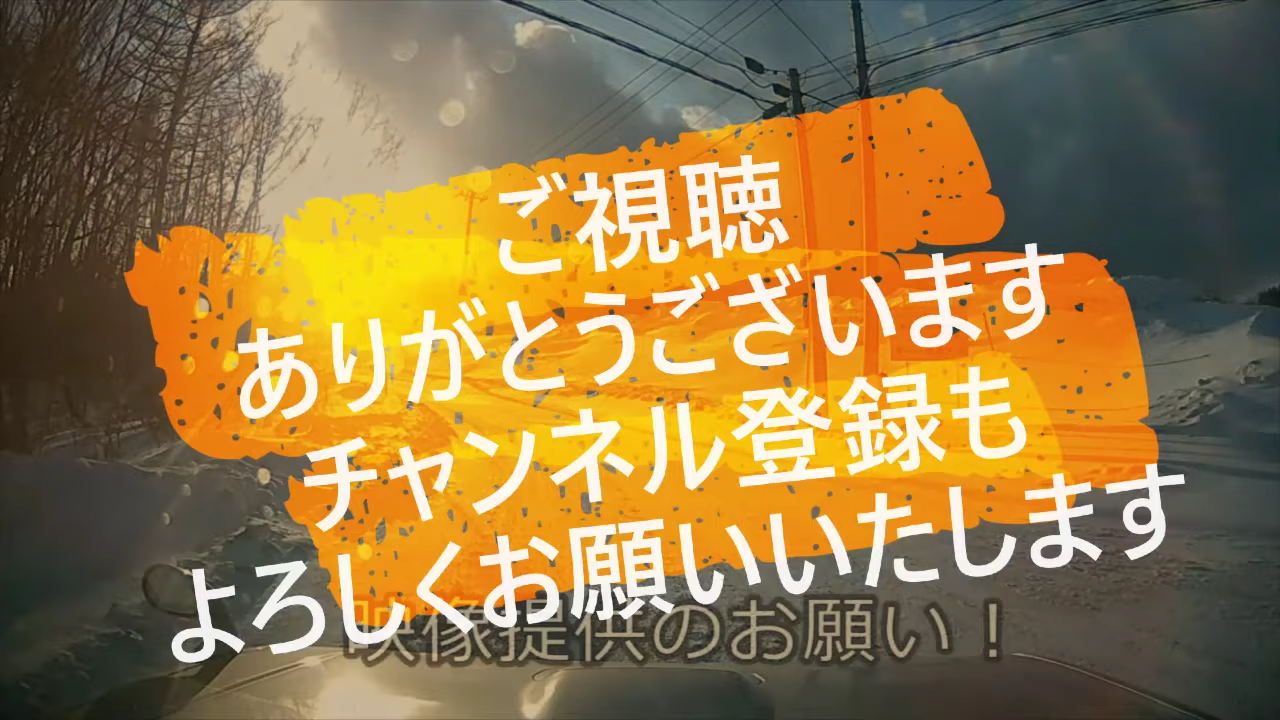 ご視聴
ありがとうございます
チャンネル登録も
よろしくお願いいたします
映像提供のお願い！